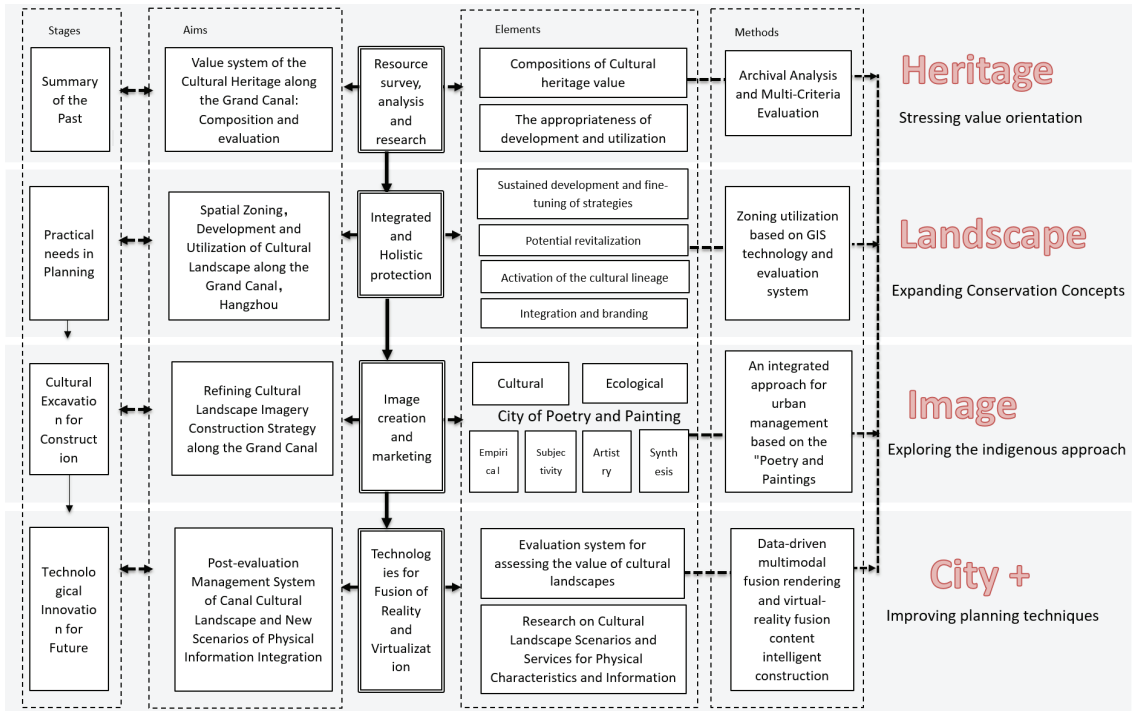 Stages
Aims
Elements
Methods
Summary
of the
Past
Value system of the
Cultural Heritage along
the Grand Canal:
Composition and
evaluation
Resource
survey,
analysis
and
research
Compositions of Cultural
heritage value
The appropriateness of
development and utilization
Archival Analysis
and Multi-Criteria
Evaluation
Heritage
Stressing value orientation
Practical
needs in
Planning
Spatial Zoning,
Development and
Utilization of Cultural
Landscape along the
Grand Canal,
Hangzhou
Integrated
and
Holistic
protection
Sustained development and fine-
tuning of strategies
Potential revitalization
Activation of the cultural lineage
Integration and branding
Zoning utilization
based on GIS
technology and
evaluation
system
Landscape
Expanding Conservation Concepts
Cultural
Excavatio
n for
Construct
ion
Refining Cultural
Landscape Imagery
Construction Strategy
along the Grand Canal
Image
creation
and
marketing
Cultural
Ecological
City of Poetry and Painting
Empiri
cal
Subjec
tivity
Artist
ry
Synth
esis
An integrated
approach for
urban
management
based on the
"Poetry and
Paintings
Image
Exploring the indigenous approach
Technolo
gical
Innovatio
n for
Future
Post-evaluation
Management System
of Canal Cultural
Landscape and New
Scenarios of Physical
Information Integration
Technolog
ies for
Fusion of
Reality
and
Virtualizat
ion
Evaluation system for
assessing the value of cultural
landscapes
Research on Cultural
Landscape Scenarios and
Services for Physical
Characteristics and Information
Data-driven
multimodal
fusion rendering
and virtual-
reality fusion
content
intelligent
construction
City +
Improving planning techniques